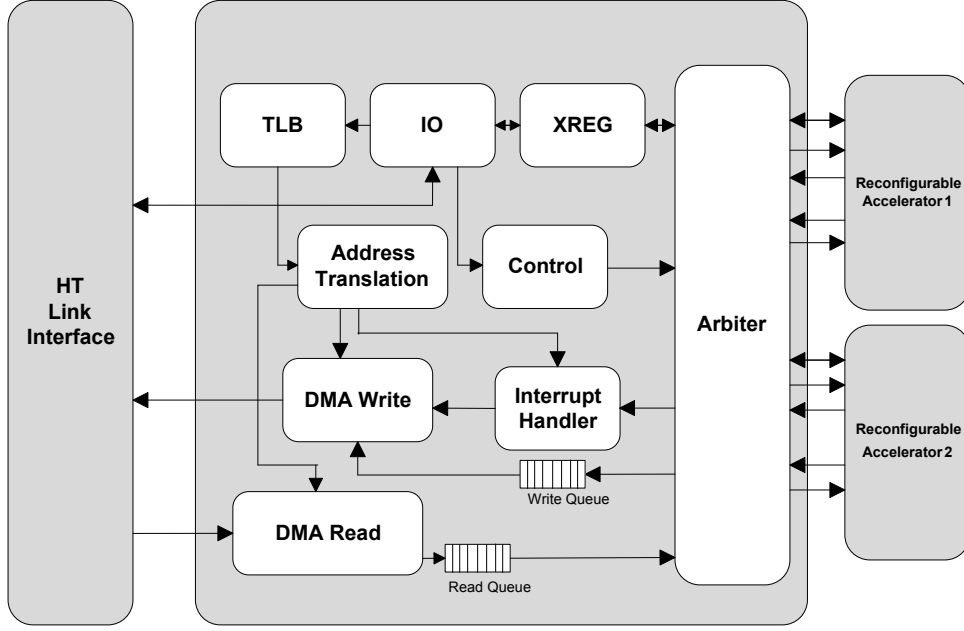 TLB
IO
XREG
Reconfigurable
Accelerator 1
Address
Translation
Control
HT
Link
Interface
Arbiter
DMA Write
Interrupt
Handler
Reconfigurable
Accelerator 2
Write Queue
DMA Read
Read Queue